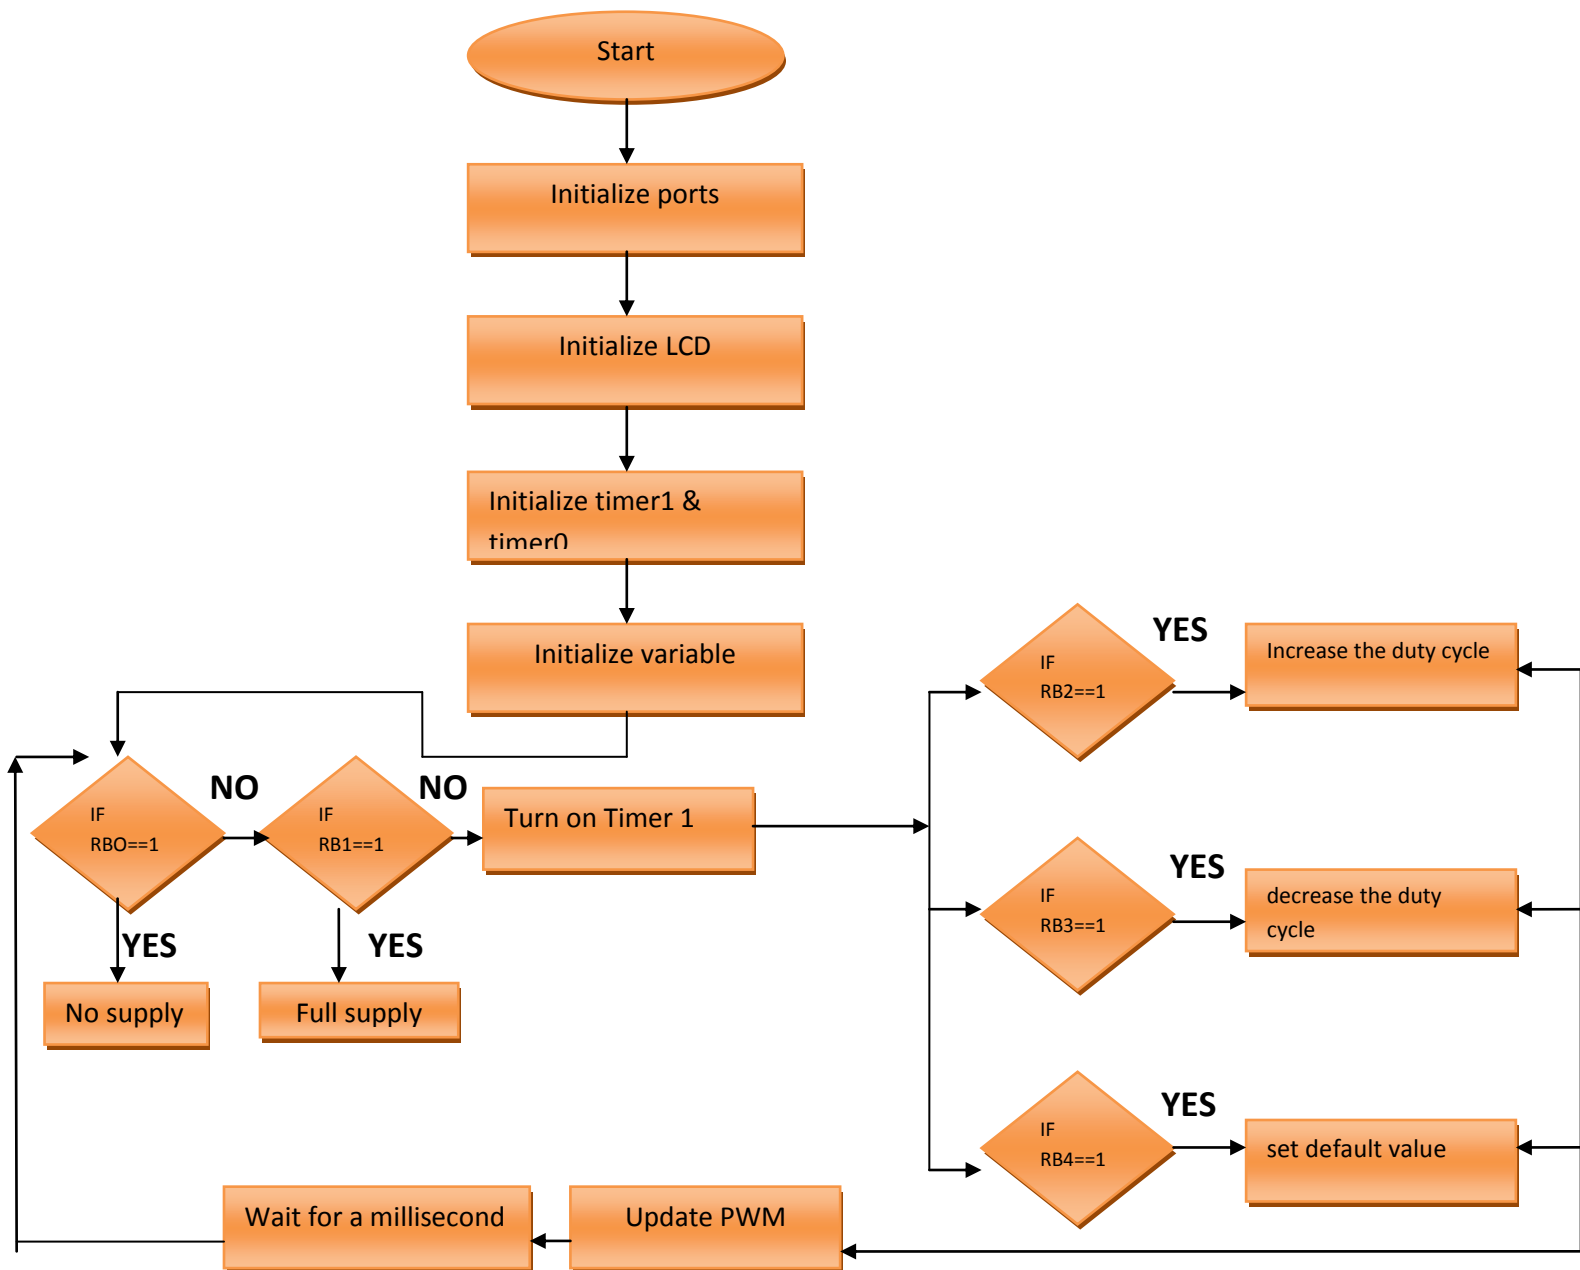 Start
Initialize ports
Initialize LCD
Initialize timer1 &
timer0
Initialize variable
YES
IF
RB2==1
Increase the duty cycle
NO
NO
IF
RBO==1
IF
RB1==1
Turn on Timer 1
YES
IF
RB3==1
decrease the duty
cycle
YES
YES
No supply
Full supply
YES
IF
RB4==1
set default value
Wait for a millisecond
Update PWM